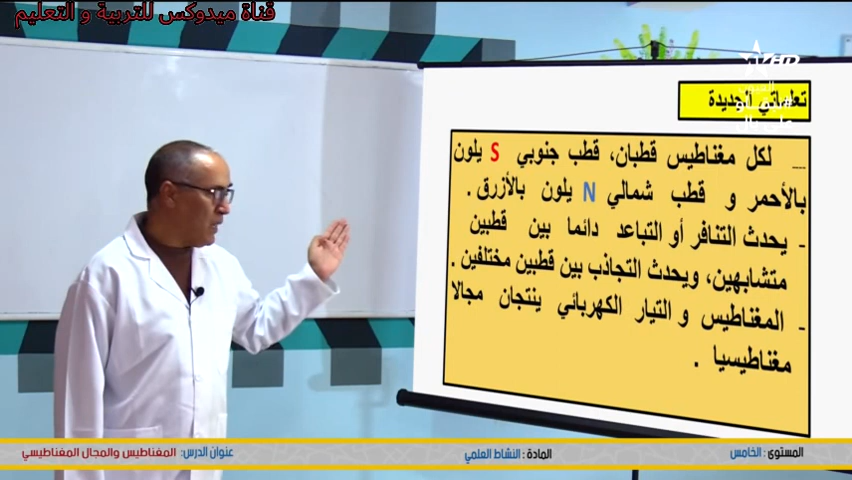 قناة ميدوكس للتربية و التعليم
تعلماتي الجديدة
ـ لكل مغناطيس قطبان، قطب جنوبي S يلون
بالأحمر و قطب شمالي N يلون بالأزرق .
- يحدث التنافر أو التباعد دائما بين قطبين
متشابهين، ويحدث التجاذب بين قطبين مختلفين .
- المغناطيس و التيار الكهربائي ينتجان مجالا
مغناطيسيا .
المستوى : الخامس
المادة : النشاط العلمي
عنوان الدرس: المغناطيس والمجال المغناطيسي